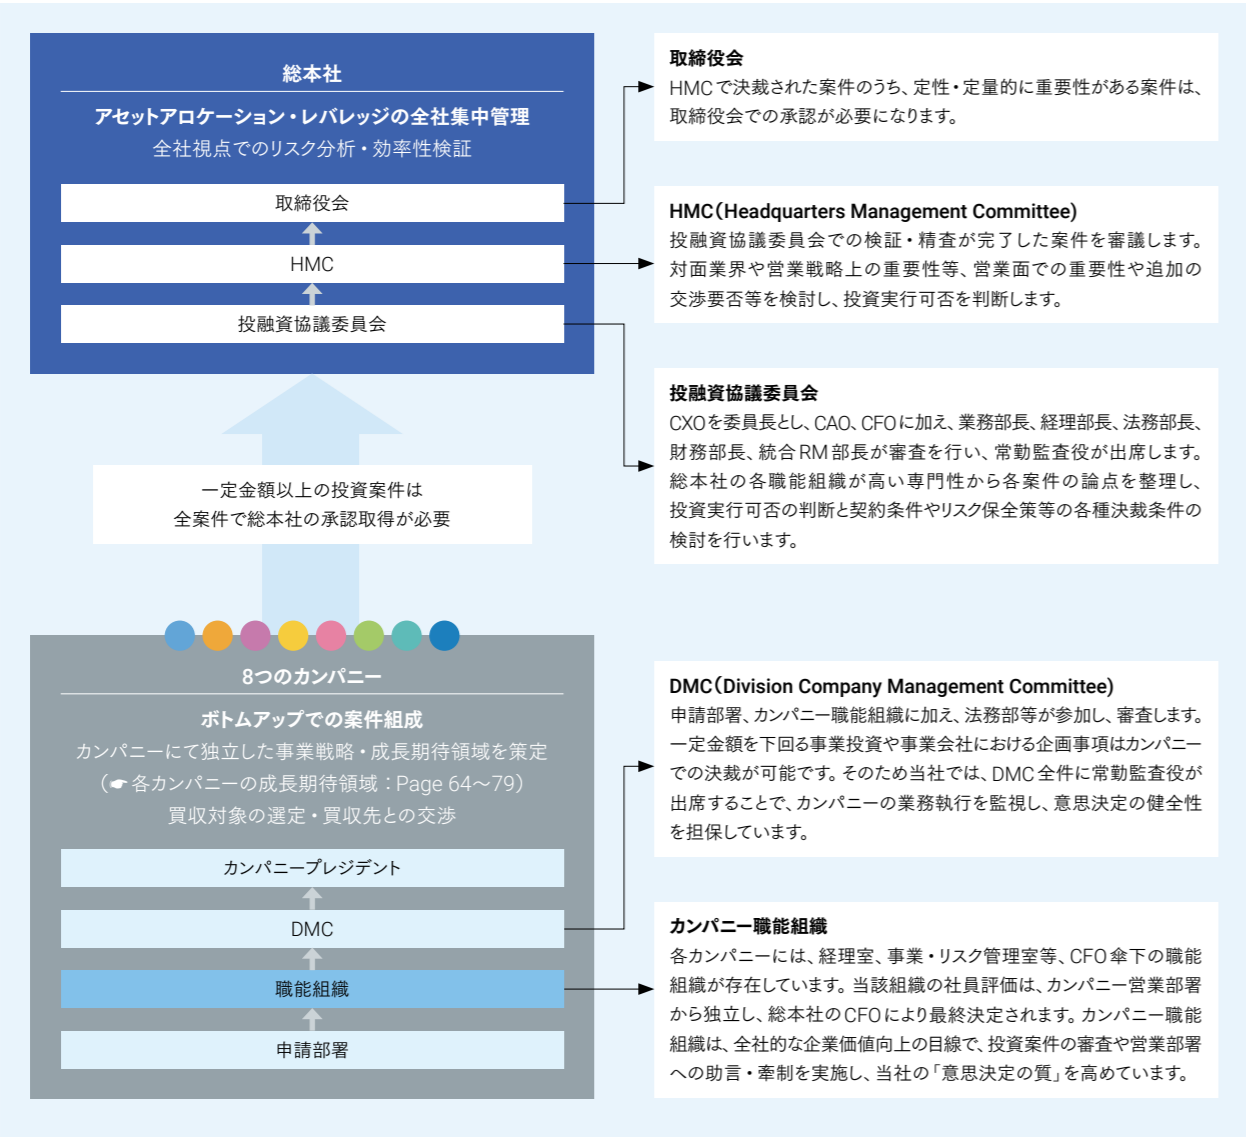 総本社
アセットアロケーション・レバレッジの全社集中管理
全社視点でのリスク分析・効率性検証
取締役会
HMC
投融資協議委員会
一定金額以上の投資案件は
全案件で総本社の承認取得が必要
8つのカンパニー
ボトムアップでの案件組成
カンパニーにて独立した事業戦略・成長期待領域を策定
（☛各カンパニーの成長期待領域：Page 64～79）
買収対象の選定・買収先との交渉
カンパニープレジデント
DMC
職能組織
申請部署
取締役会
HMCで決裁された案件のうち、定性・定量的に重要性がある案件は、
取締役会での承認が必要になります。
HMC（Headquarters Management Committee）
投融資協議委員会での検証・精査が完了した案件を審議します。
対面業界や営業戦略上の重要性等、営業面での重要性や追加の
交渉要否等を検討し、投資実行可否を判断します。
投融資協議委員会
CXOを委員長とし、CAO、CFOに加え、業務部長、経理部長、法務部長、
財務部長、統合RM部長が審査を行い、常勤監査役が出席します。
総本社の各職能組織が高い専門性から各案件の論点を整理し、
投資実行可否の判断と契約条件やリスク保全策等の各種決裁条件の
検討を行います。
DMC（Division Company Management Committee）
申請部署、カンパニー職能組織に加え、法務部等が参加し、審査します。
一定金額を下回る事業投資や事業会社における企画事項はカンパニー
での決裁が可能です。そのため当社では、DMC全件に常勤監査役が
出席することで、カンパニーの業務執行を監視し、意思決定の健全性
を担保しています。
カンパニー職能組織
各カンパニーには、経理室、事業・リスク管理室等、CFO傘下の職能
組織が存在しています。当該組織の社員評価は、カンパニー営業部署
から独立し、総本社のCFOにより最終決定されます。カンパニー職能
組織は、全社的な企業価値向上の目線で、投資案件の審査や営業部署
への助言・牽制を実施し、当社の「意思決定の質」を高めています。